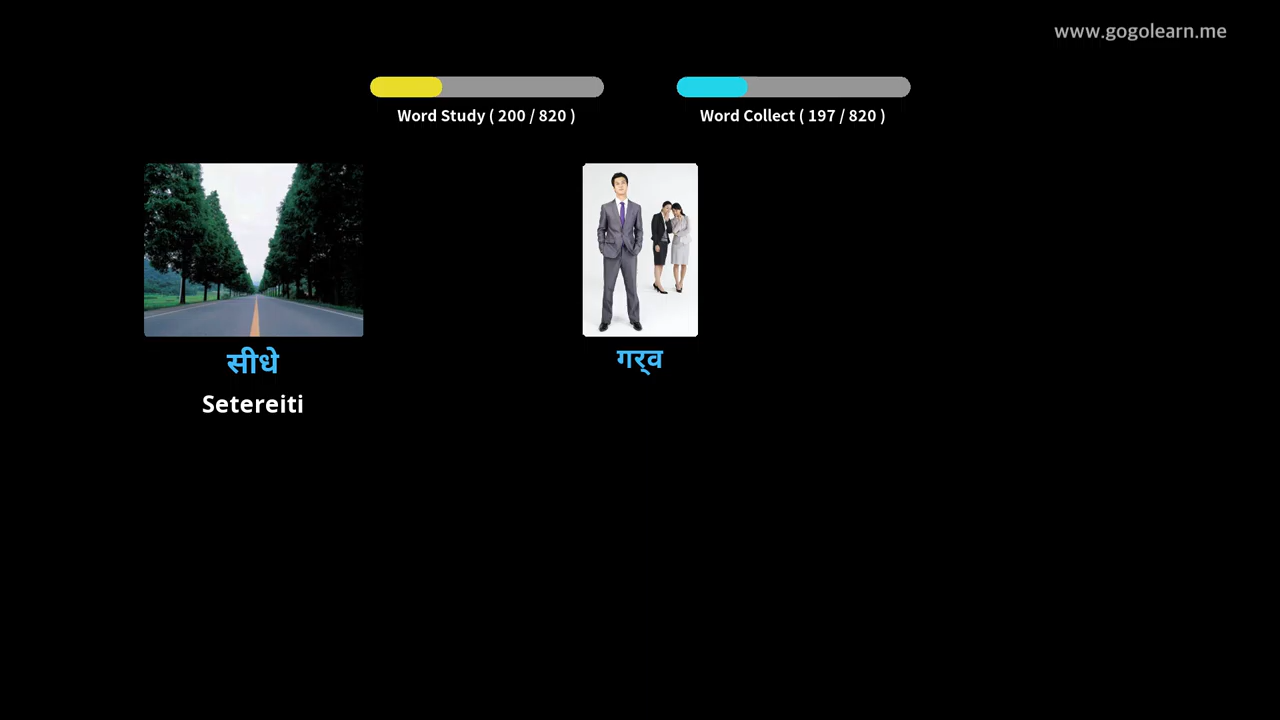 www.gogolearn.me
Word Study ( 200 / 820 )
Word Collect ( 197 / 820 )
सीधे
Setereiti
गर्‍व